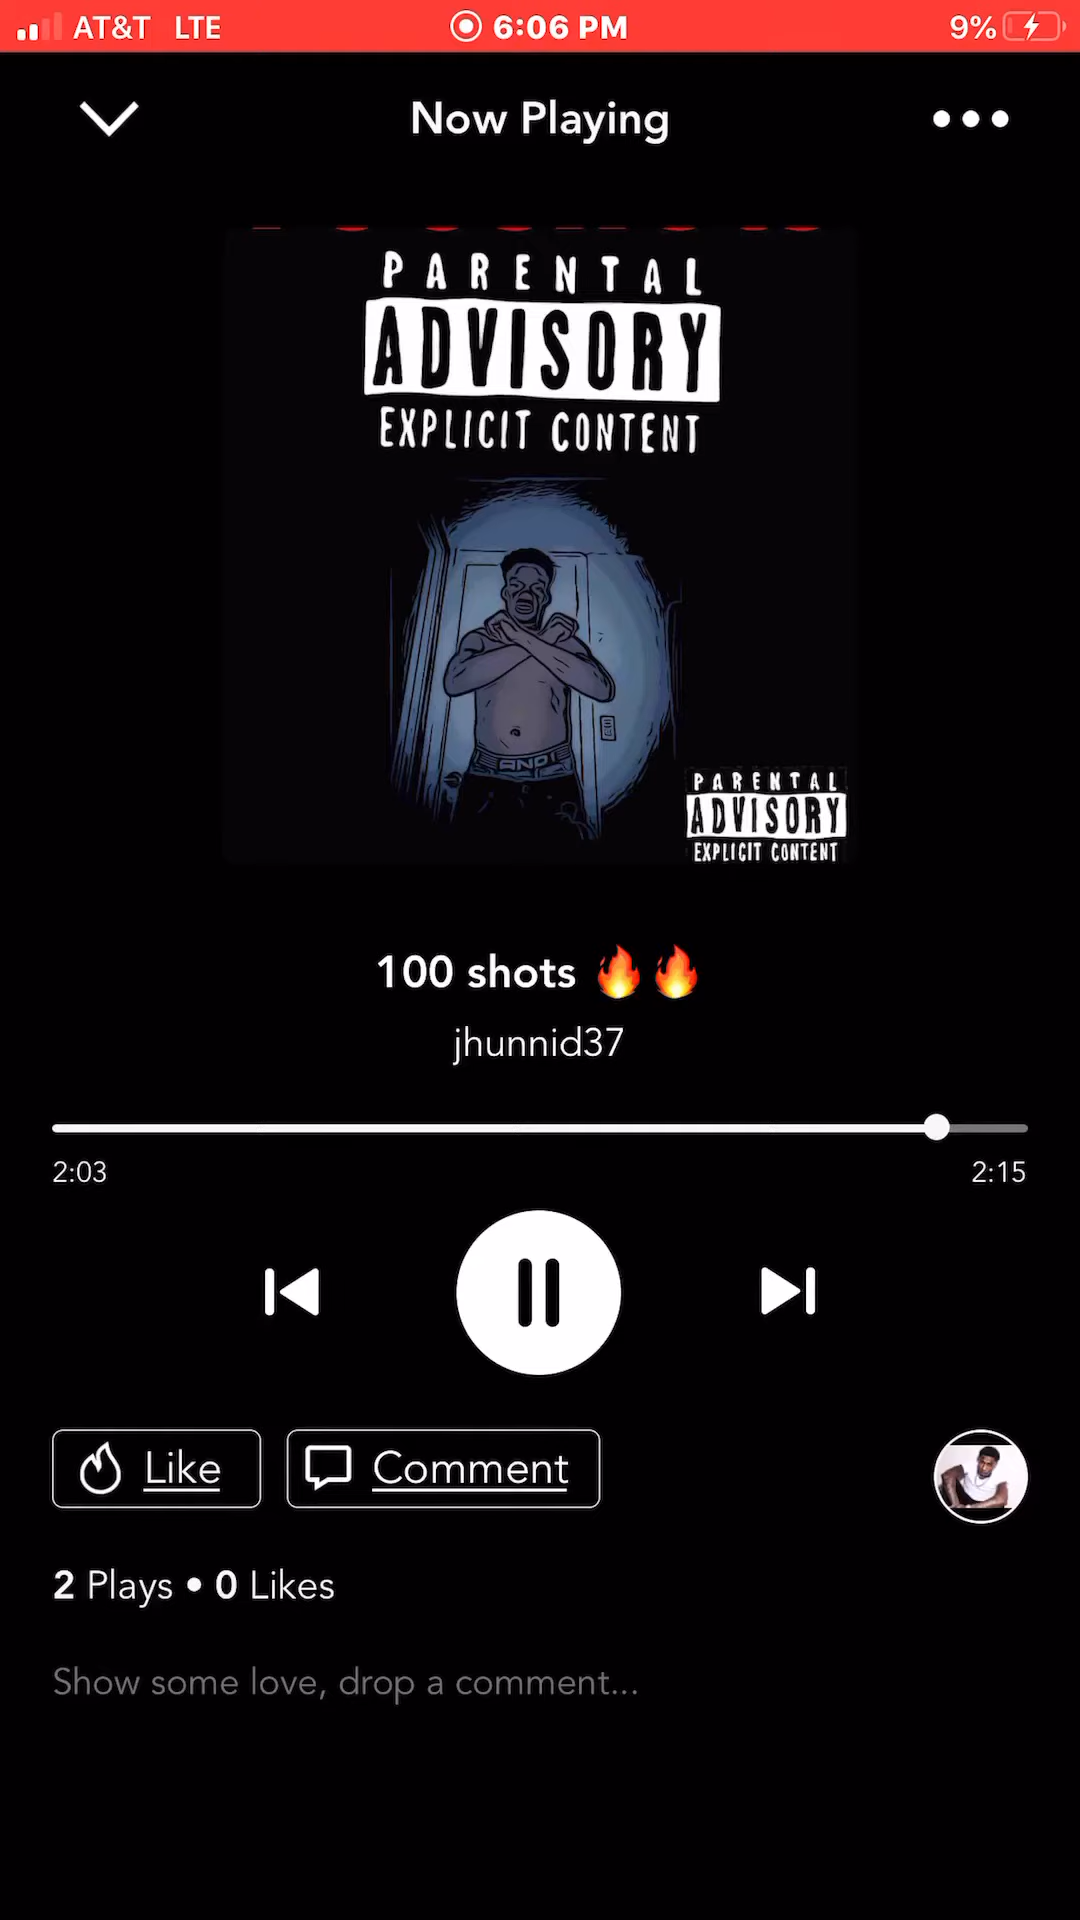 AT&T LTE 6:06 PM 9%
Now Playing
PARENTAL
ADVISORY
EXPLICIT CONTENT
AND1
PARENTAL
ADVISORY
EXPLICIT CONTENT
100 shots 🔥🔥
jhunnid37
2:03 2:15
Like Comment
2 Plays • 0 Likes
Show some love, drop a comment...